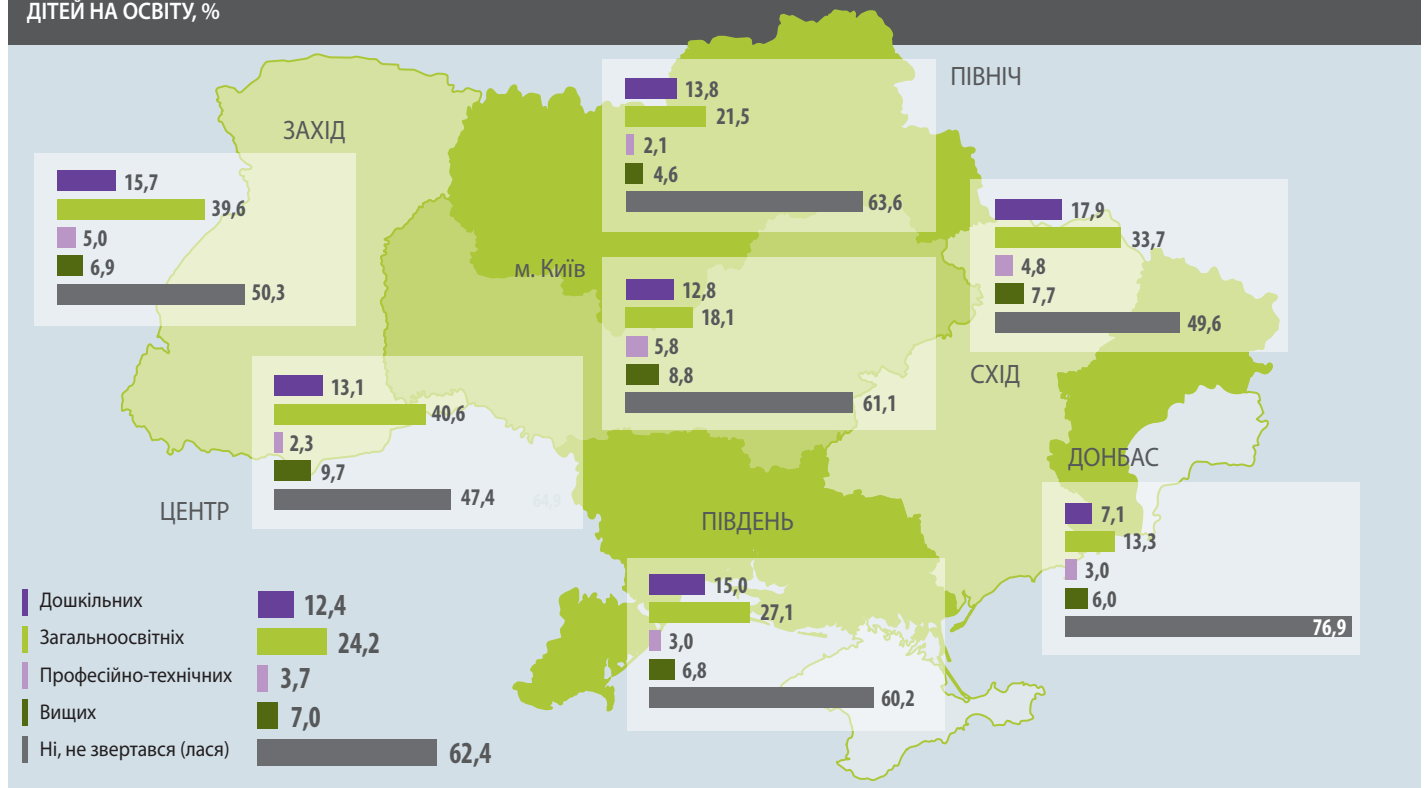 ДІТЕЙ НА ОСВІТУ, %
ПІВНІЧ
13,8
21,5
2,1
4,6
63,6
ЗАХІД
15,7
39,6
5,0
6,9
50,3
17,9
33,7
4,8
7,7
49,6
СХІД
м. Київ
12,8
18,1
5,8
8,8
61,1
13,1
40,6
2,3
9,7
47,4
ЦЕНТР
64,9
ПІВДЕНЬ
15,0
27,1
3,0
6,8
60,2
ДОНБАС
7,1
13,3
3,0
6,0
76,9
Дошкільних 12,4
Загальноосвітніх 24,2
Професійно-технічних 3,7
Вищих 7,0
Ні, не звертався (лася) 62,4